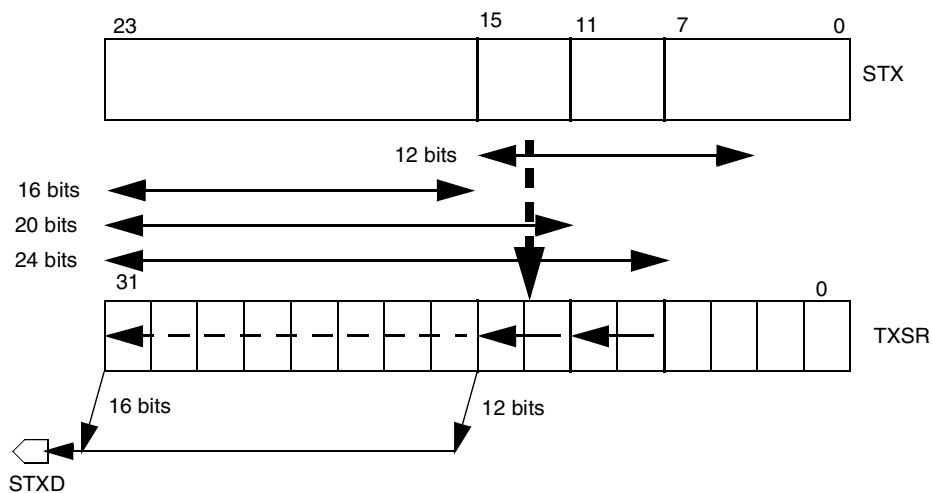 23 15 11 7 0
STX
12 bits
16 bits
20 bits
24 bits
31 0
TXSR
16 bits 12 bits
STXD